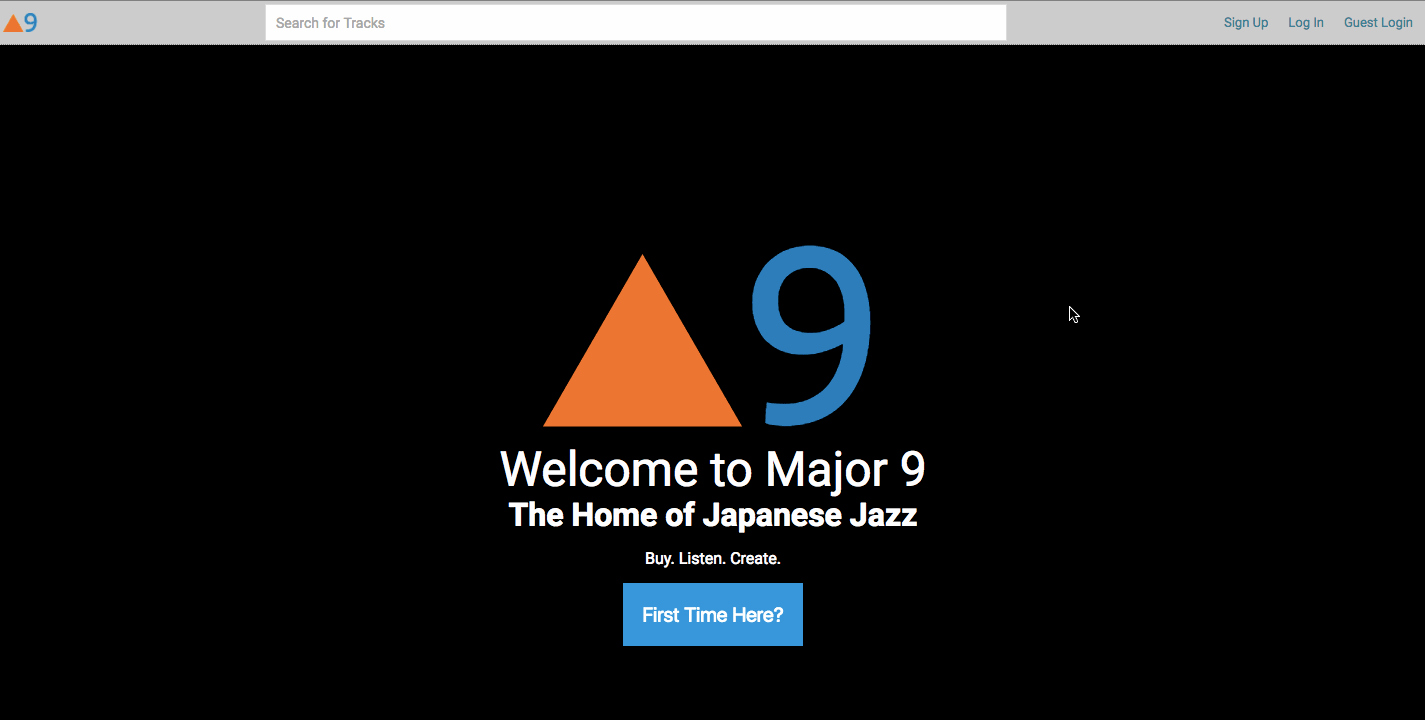 9
Search for Tracks
Sign Up
Log In
Guest Login
9
Welcome to Major 9
The Home of Japanese Jazz
Buy. Listen. Create.
First Time Here?